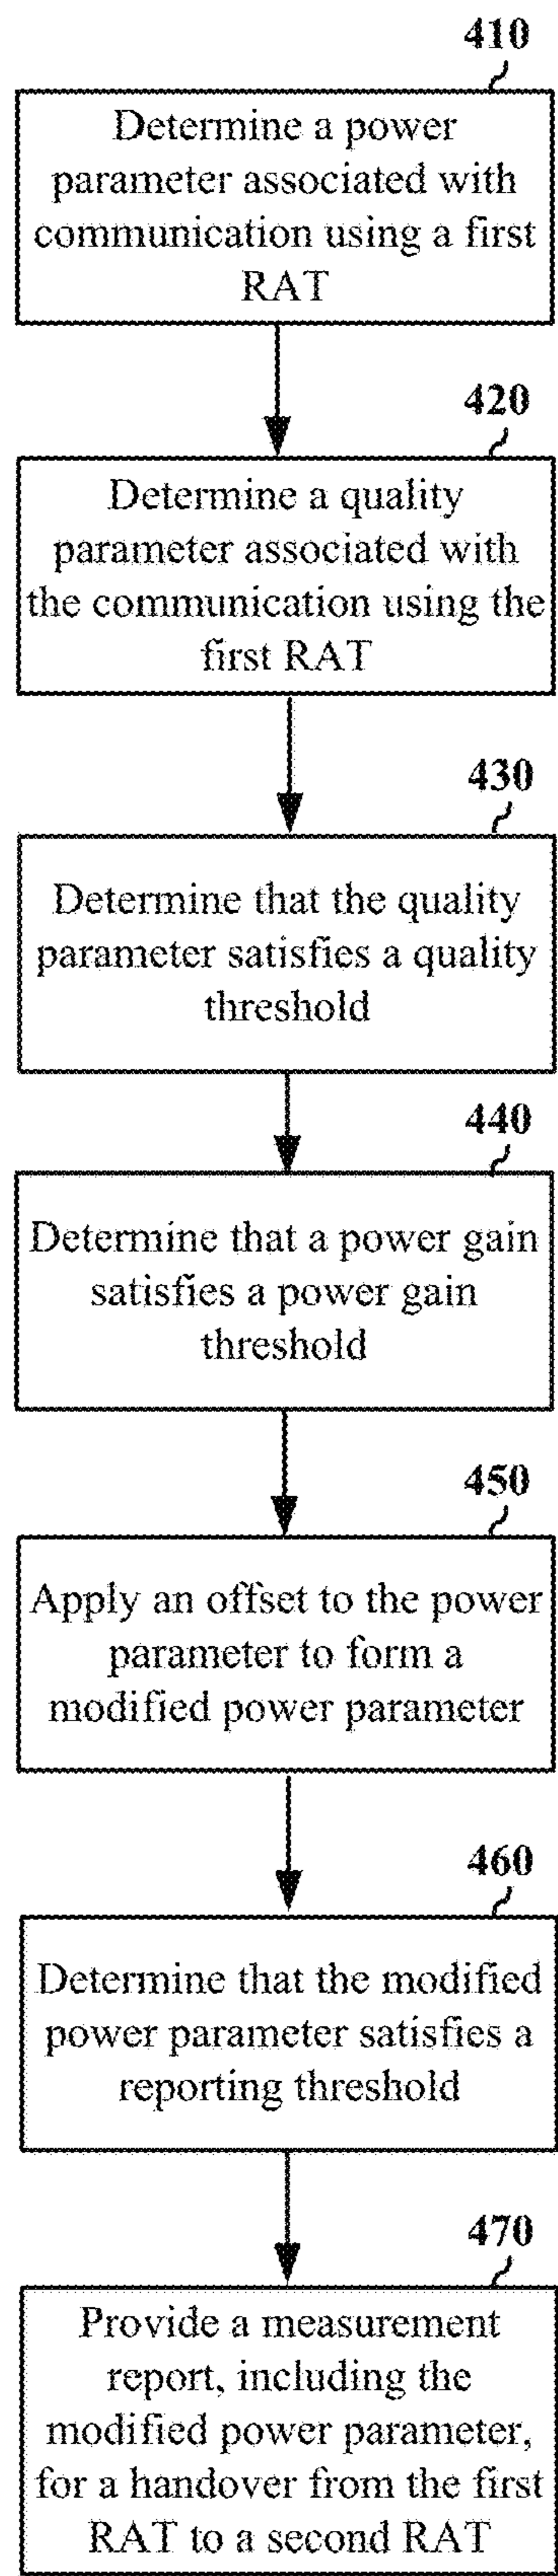 410
Determine a power
parameter associated with
communication using a first
RAT
420
Determine a quality
parameter associated with
the communication using the
first RAT
430
Determine that the quality
parameter satisfies a quality
threshold
440
Determine that a power gain
satisfies a power gain
threshold
450
Apply an offset to the power
parameter to form a
modified power parameter
460
Determine that the modified
power parameter satisfies a
reporting threshold
470
Provide a measurement
report, including the
modified power parameter,
for a handover from the first
RAT to a second RAT